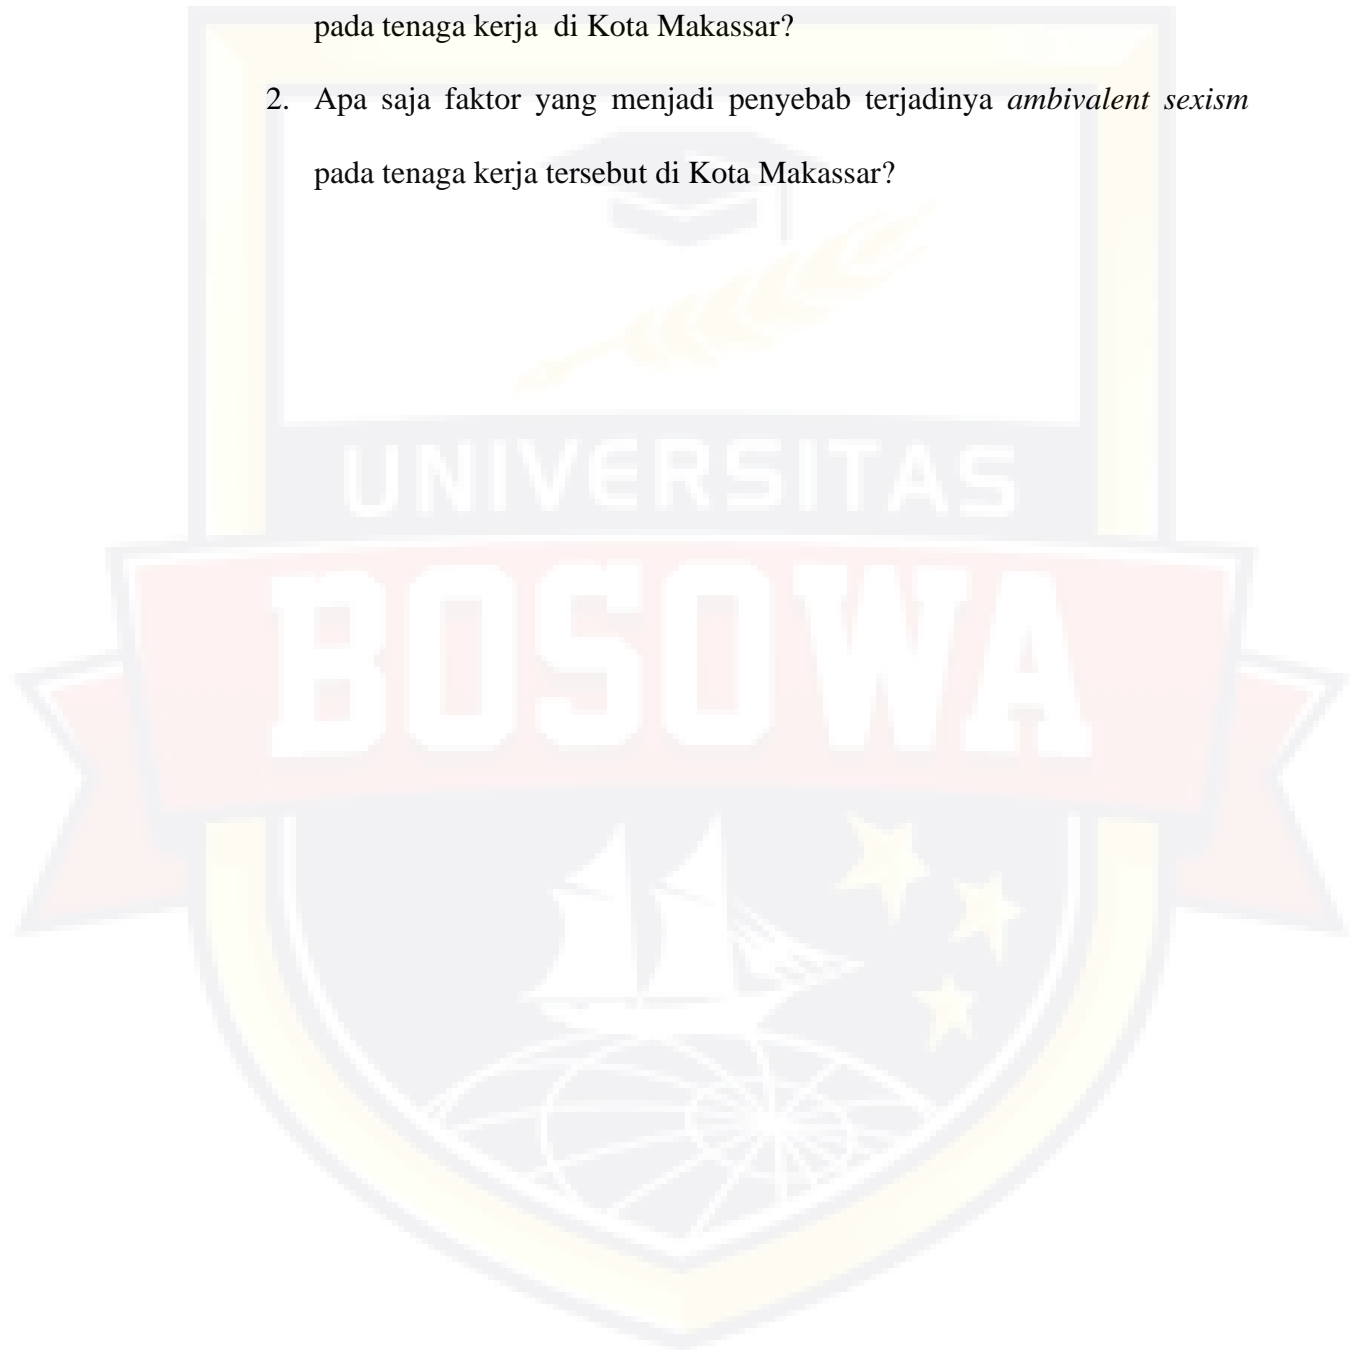 pada tenaga kerja  di Kota Makassar?
2. Apa saja faktor yang menjadi penyebab terjadinya ambivalent sexism
pada tenaga kerja tersebut di Kota Makassar?
UNIVERSITAS
BOSOWA